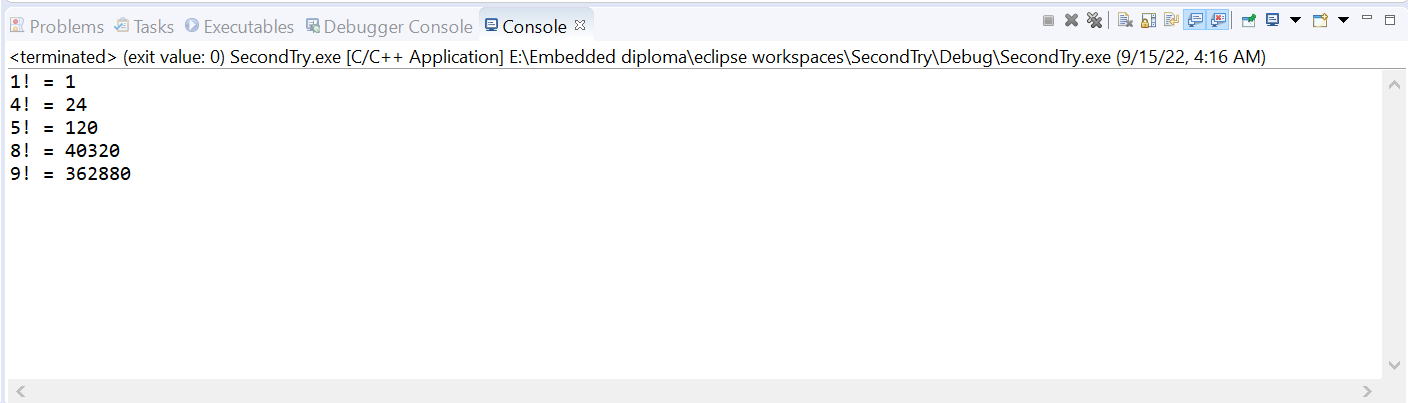 Problems Tasks Executables Debugger Console Console
<terminated> (exit value: 0) SecondTry.exe [C/C++ Application] E:\Embedded diploma\eclipse workspaces\SecondTry\Debug\SecondTry.exe (9/15/22, 4:16 AM)
1! = 1
4! = 24
5! = 120
8! = 40320
9! = 362880